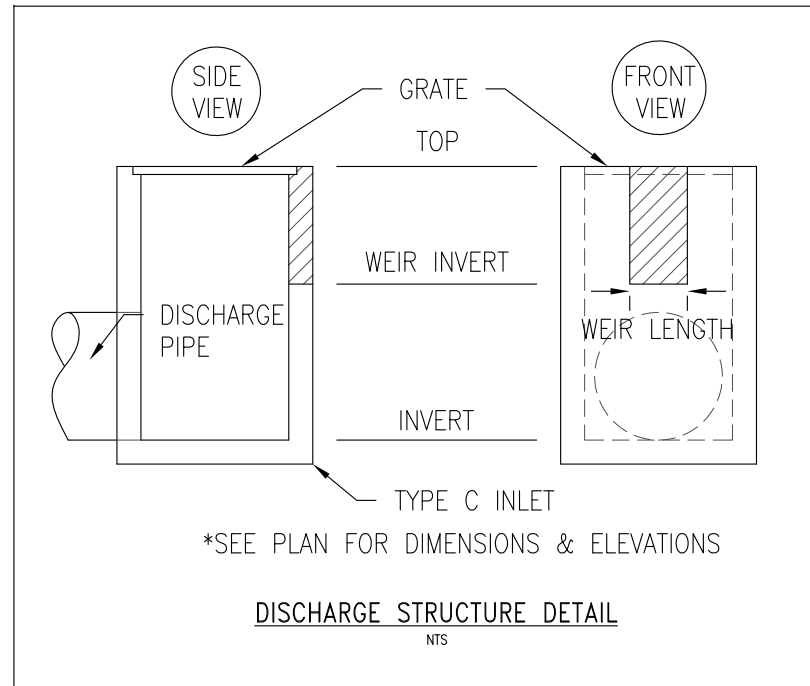 SIDE
VIEW
GRATE
FRONT
VIEW
TOP
WEIR INVERT
DISCHARGE
PIPE
WEIR LENGTH
INVERT
TYPE C INLET
*SEE PLAN FOR DIMENSIONS & ELEVATIONS
DISCHARGE STRUCTURE DETAIL
NTS